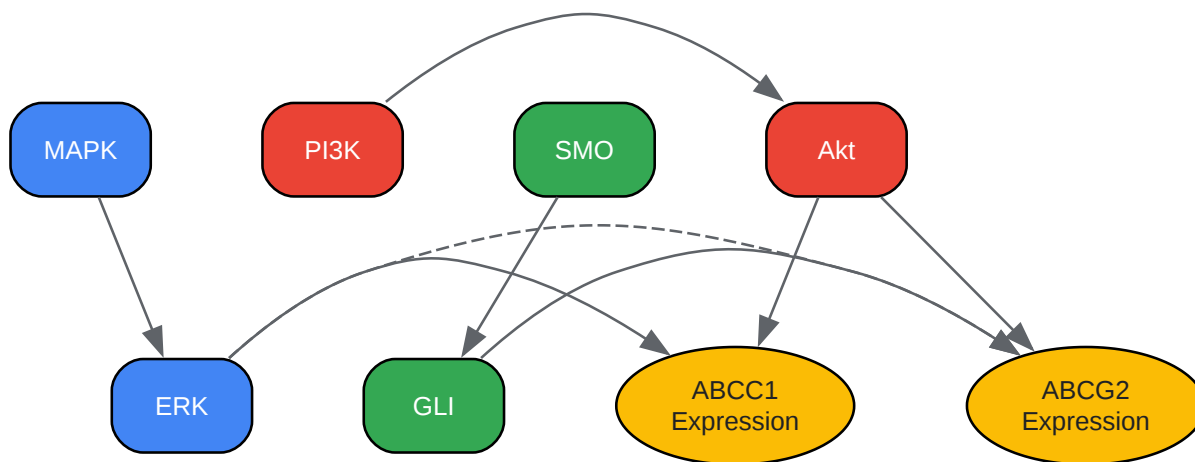 MAPK
PI3K
SMO
Akt
ERK
GLI
ABCC1
Expression
ABCG2
Expression